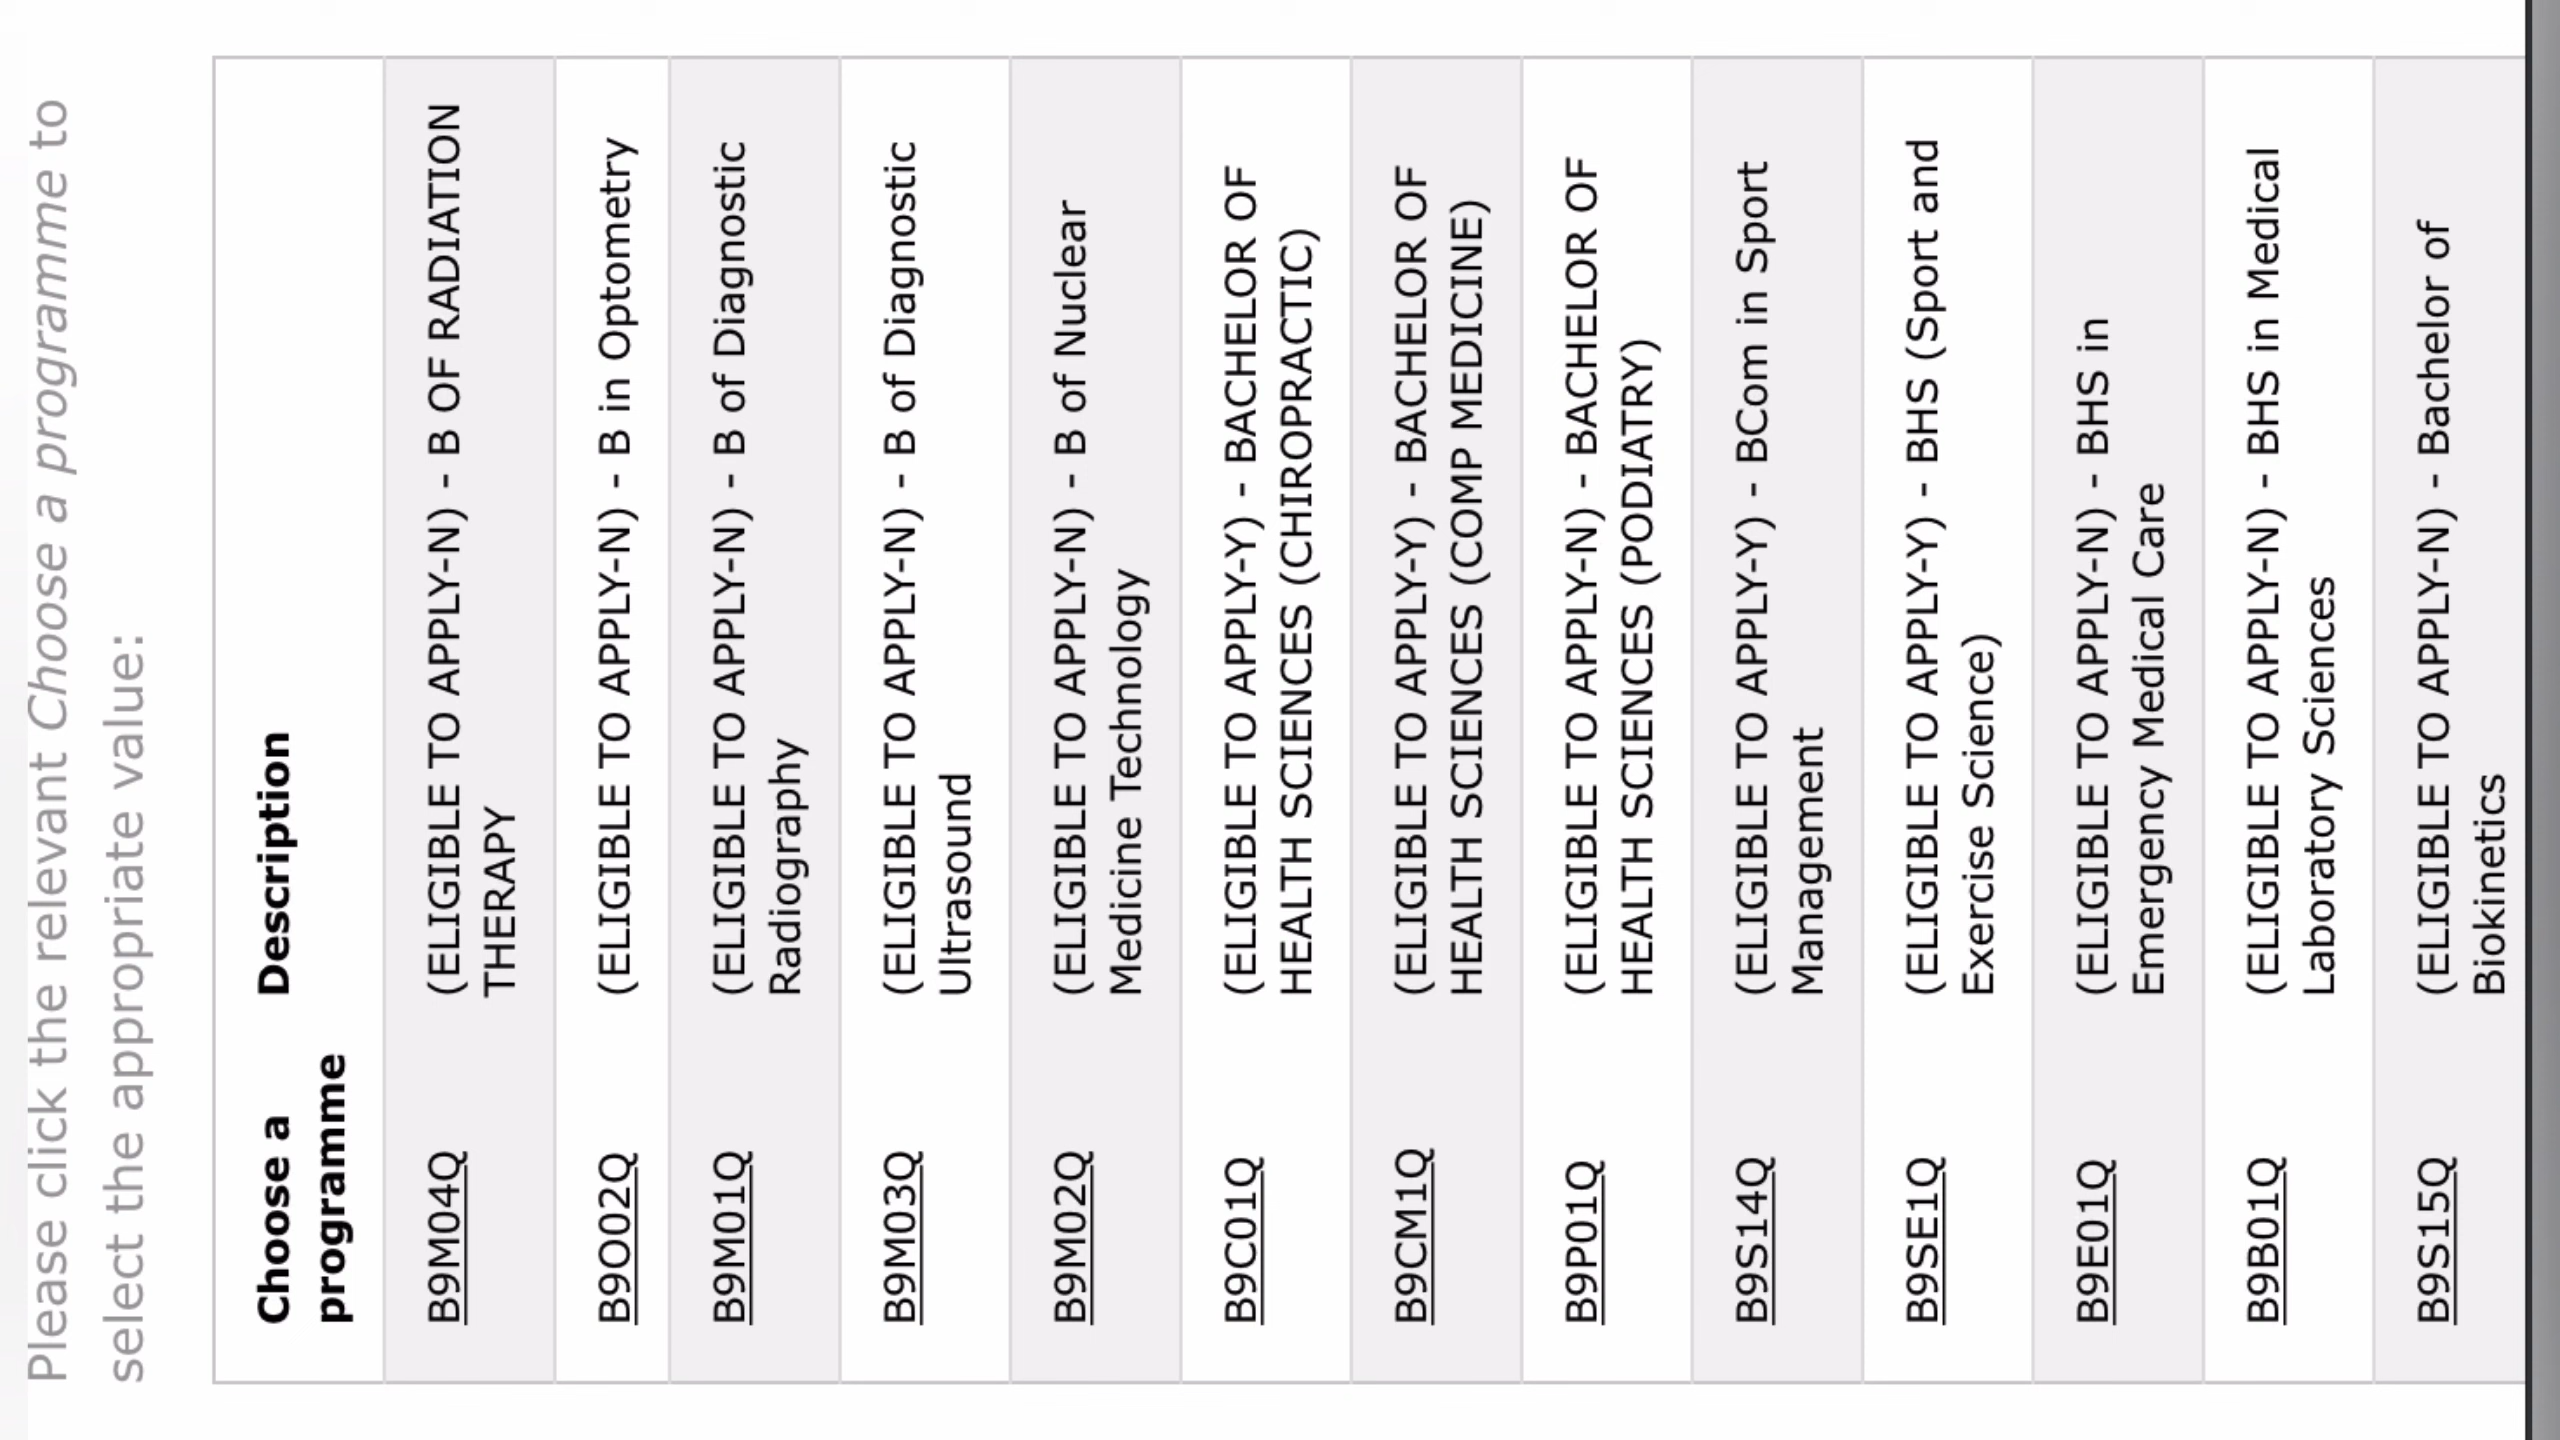 Please click the relevant Choose a programme to
select the appropriate value:
Choose a
programme
Description
B9M04Q
(ELIGIBLE TO APPLY-N) - B OF RADIATION
THERAPY
B9O02Q
(ELIGIBLE TO APPLY-N) - B in Optometry
B9M01Q
(ELIGIBLE TO APPLY-N) - B of Diagnostic
Radiography
B9M03Q
(ELIGIBLE TO APPLY-N) - B of Diagnostic
Ultrasound
B9M02Q
(ELIGIBLE TO APPLY-N) - B of Nuclear
Medicine Technology
B9C01Q
(ELIGIBLE TO APPLY-Y) - BACHELOR OF
HEALTH SCIENCES (CHIROPRACTIC)
B9CM1Q
(ELIGIBLE TO APPLY-Y) - BACHELOR OF
HEALTH SCIENCES (COMP MEDICINE)
B9P01Q
(ELIGIBLE TO APPLY-N) - BACHELOR OF
HEALTH SCIENCES (PODIATRY)
B9S14Q
(ELIGIBLE TO APPLY-Y) - BCom in Sport
Management
B9SE1Q
(ELIGIBLE TO APPLY-Y) - BHS (Sport and
Exercise Science)
B9E01Q
(ELIGIBLE TO APPLY-N) - BHS in
Emergency Medical Care
B9B01Q
(ELIGIBLE TO APPLY-N) - BHS in Medical
Laboratory Sciences
B9S15Q
(ELIGIBLE TO APPLY-N) - Bachelor of
Biokinetics